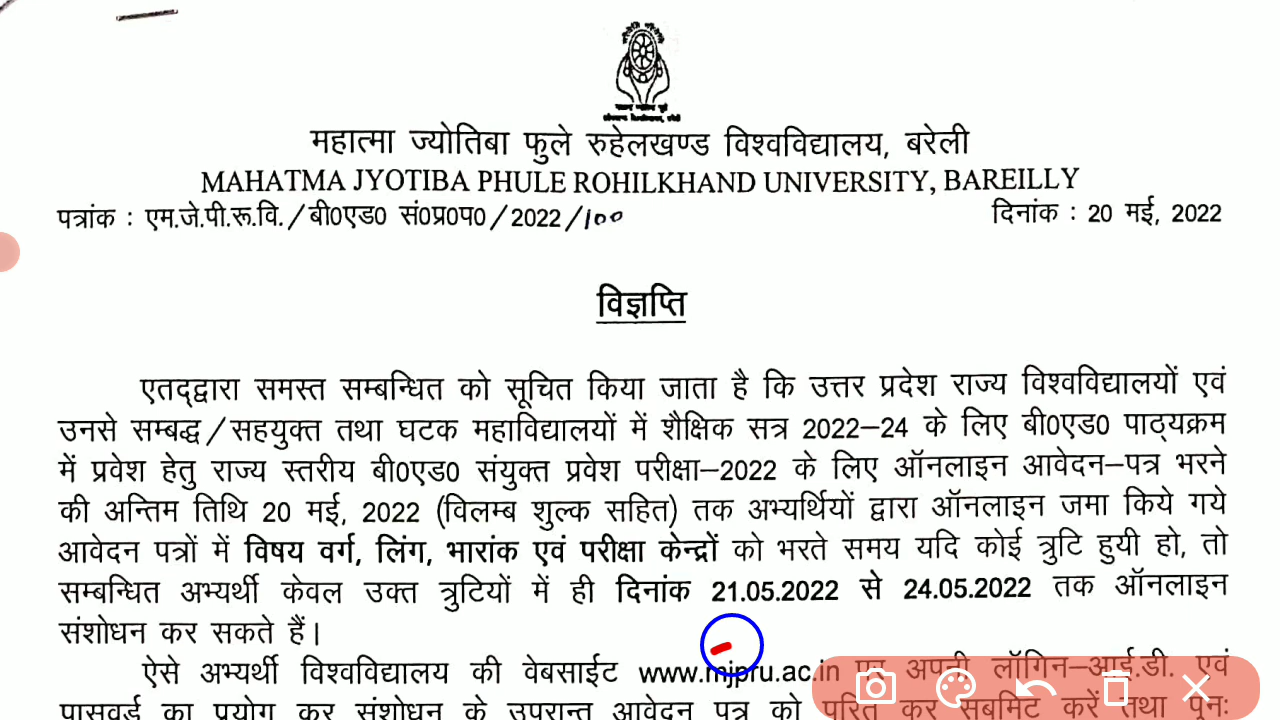 महात्मा ज्योतिबा फुले रुहेलखण्ड विश्वविद्यालय, बरेली
MAHATMA JYOTIBA PHULE ROHILKHAND UNIVERSITY, BAREILLY
पत्रांक : एम.जे.पी.रू.वि./बी0एड0 सं0प्र0प0/2022/100 दिनांक : 20 मई, 2022
विज्ञप्ति
एतद्द्वारा समस्त सम्बन्धित को सूचित किया जाता है कि उत्तर प्रदेश राज्य विश्वविद्यालयों एवं
उनसे सम्बद्ध/सहयुक्त तथा घटक महाविद्यालयों में शैक्षिक सत्र 2022-24 के लिए बी0एड0 पाठ्यक्रम
में प्रवेश हेतु राज्य स्तरीय बी0एड0 संयुक्त प्रवेश परीक्षा-2022 के लिए ऑनलाइन आवेदन-पत्र भरने
की अन्तिम तिथि 20 मई, 2022 (विलम्ब शुल्क सहित) तक अभ्यर्थियों द्वारा ऑनलाइन जमा किये गये
आवेदन पत्रों में विषय वर्ग, लिंग, भारांक एवं परीक्षा केन्द्रों को भरते समय यदि कोई त्रुटि हुयी हो, तो
सम्बन्धित अभ्यर्थी केवल उक्त त्रुटियों में ही दिनांक 21.05.2022 से 24.05.2022 तक ऑनलाइन
संशोधन कर सकते हैं।
ऐसे अभ्यर्थी विश्वविद्यालय की वेबसाईट www.mjpru.ac.in पर अपनी लॉगिन-आई.डी. एवं
पासवर्ड का प्रयोग कर संशोधन के उपरान्त आवेदन पत्र को पूरित कर सबमिट करें तथा पुनः